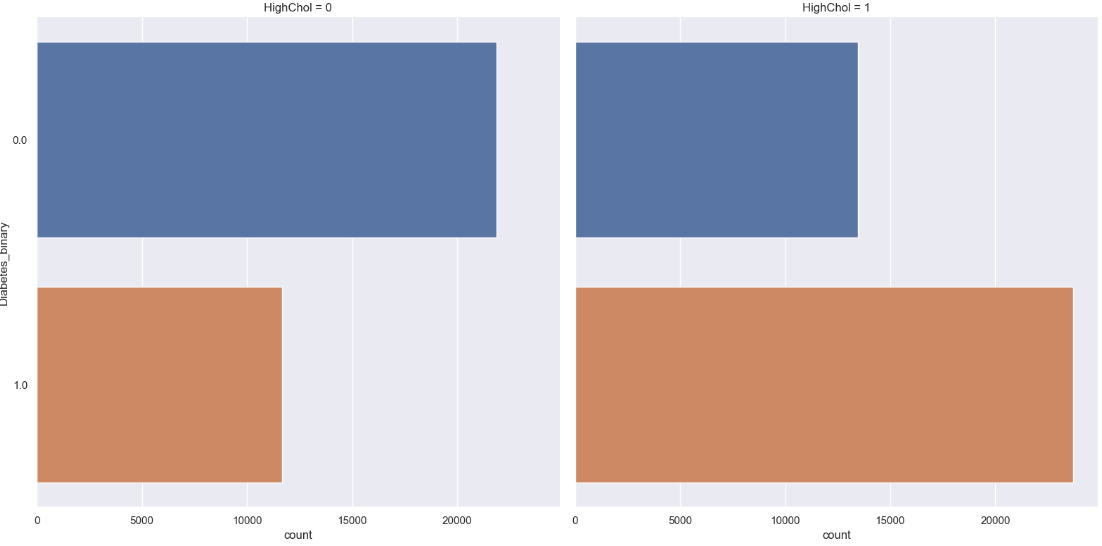 HighChol = 0
HighChol = 1
Diabetes_binary
0.0
1.0
0 5000 10000 15000 20000
0 5000 10000 15000 20000
count
count